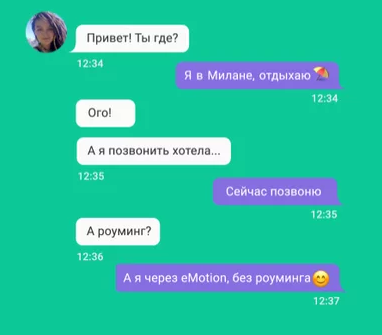 Привет! Ты где?
12:34
Я в Милане, отдыхаю ⛱
12:34
Ого!
А я позвонить хотела...
12:35
Сейчас позвоню
12:35
А роуминг?
12:36
А я через eMotion, без роуминга😊
12:37